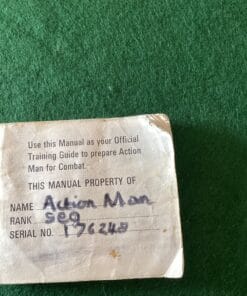 Use this Manual as your Official
Training Guide to prepare Action
Man for Combat.
THIS MANUAL PROPERTY OF
NAME Action Man
RANK Seg
SERIAL NO. 176248